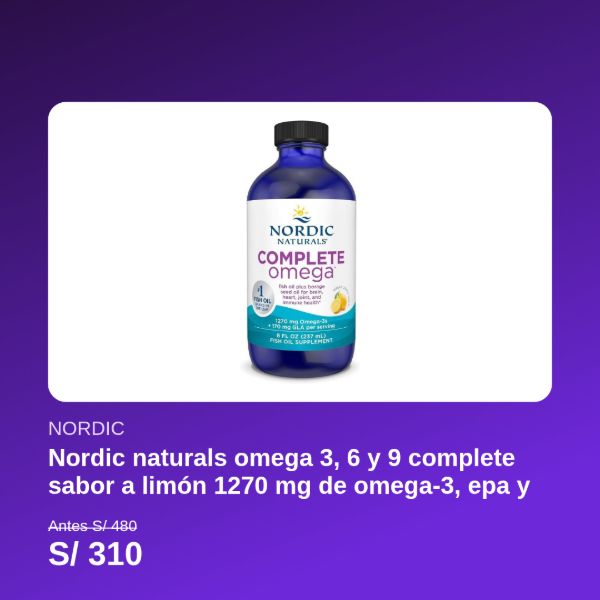 NORDIC
NATURALS®
COMPLETE
omega™
fish oil plus borage
seed oil for brain,
heart, joint, and
immune health*
#1
FISH OIL
1270 mg Omega-3s
+ 170 mg GLA per serving
8 FL OZ (237 mL)
FISH OIL SUPPLEMENT
NORDIC
Nordic naturals omega 3, 6 y 9 complete
sabor a limón 1270 mg de omega-3, epa y
Antes S/ 480
S/ 310